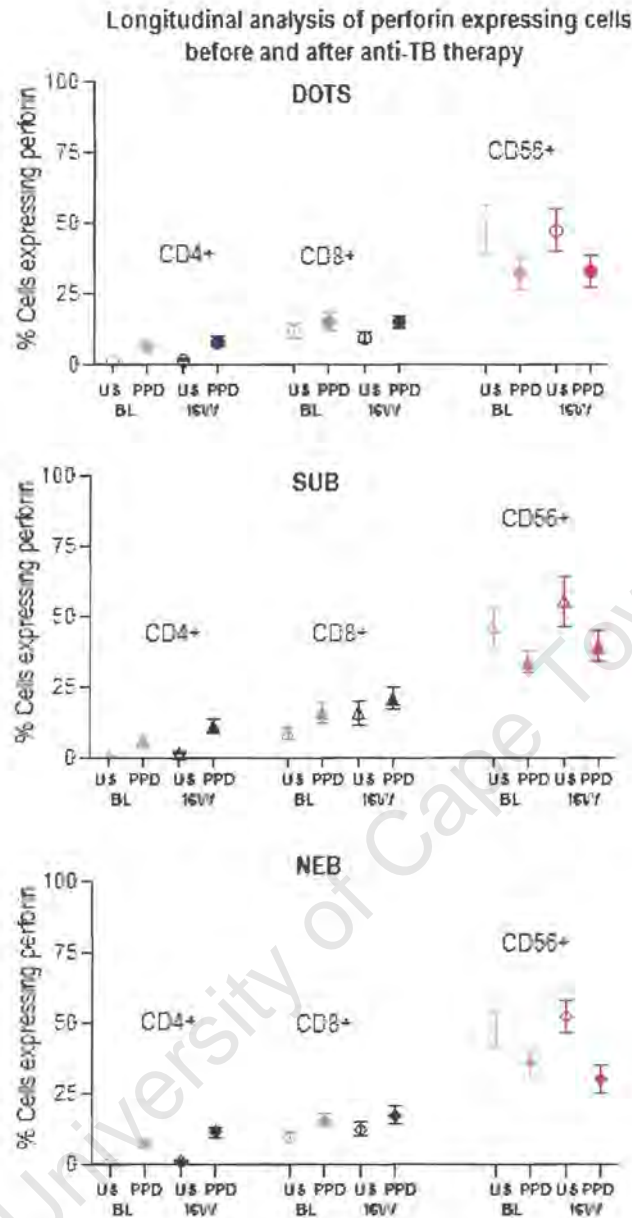 Longitudinal analysis of perforin expressing cells
before and after anti-TB therapy
DOTS
% Cells expressing perforin
100
75
50
25
0
CD4+
CD8+
CD56+
US PPD US PPD US PPD US PPD US PPD US PPD
BL 16W BL 16W BL 16W
SUB
% Cells expressing perforin
100
75
50
25
0
CD4+
CD8+
CD56+
US PPD US PPD US PPD US PPD US PPD US PPD
BL 16W BL 16W BL 16W
NEB
% Cells expressing perforin
100
75
50
25
0
CD4+
CD8+
CD56+
US PPD US PPD US PPD US PPD US PPD US PPD
BL 16W BL 16W BL 16W
University of Cape Tow